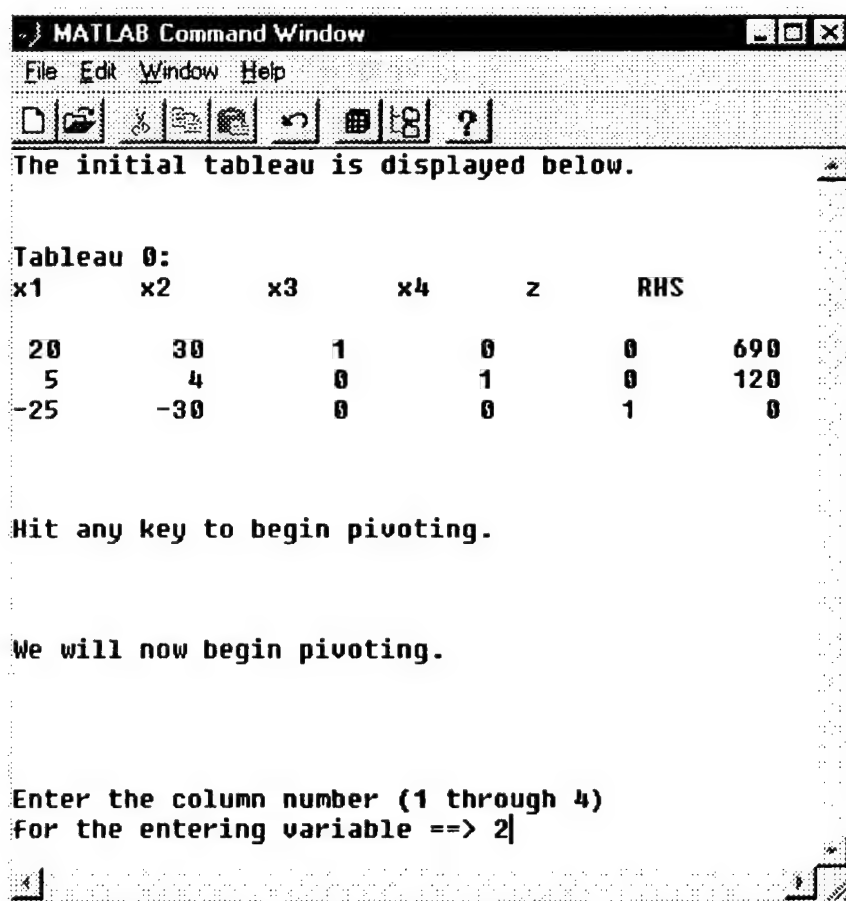 MATLAB Command Window
File Edit Window Help
?
The initial tableau is displayed below.
Tableau 0:
x1 x2 x3 x4 z RHS
20 30 1 0 0 690
5 4 0 1 0 120
-25 -30 0 0 1 0
Hit any key to begin pivoting.
We will now begin pivoting.
Enter the column number (1 through 4)
for the entering variable ==> 2